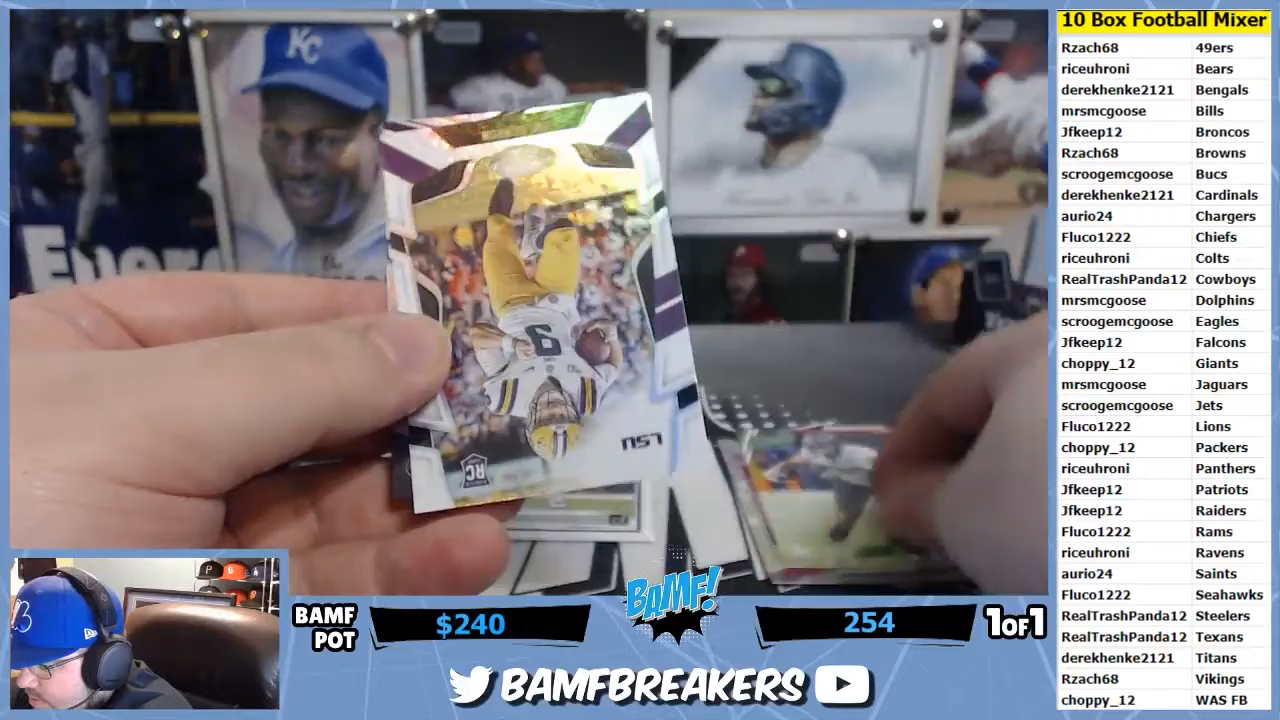 10 Box Football Mixer
Rzach68 49ers
riceuhroni Bears
derekhenke2121 Bengals
mrsmcgoose Bills
Jfkeep12 Broncos
Rzach68 Browns
scroogemcgoose Bucs
derekhenke2121 Cardinals
aurio24 Chargers
Fluco1222 Chiefs
riceuhroni Colts
RealTrashPanda12 Cowboys
mrsmcgoose Dolphins
scroogemcgoose Eagles
Jfkeep12 Falcons
choppy_12 Giants
mrsmcgoose Jaguars
scroogemcgoose Jets
Fluco1222 Lions
choppy_12 Packers
riceuhroni Panthers
Jfkeep12 Patriots
Jfkeep12 Raiders
Fluco1222 Rams
riceuhroni Ravens
aurio24 Saints
Fluco1222 Seahawks
RealTrashPanda12 Steelers
RealTrashPanda12 Texans
derekhenke2121 Titans
Rzach68 Vikings
choppy_12 WAS FB
KC
LSU
RC
BAMF POT $240
BAMF!
254 1OF1
BAMFBREAKERS